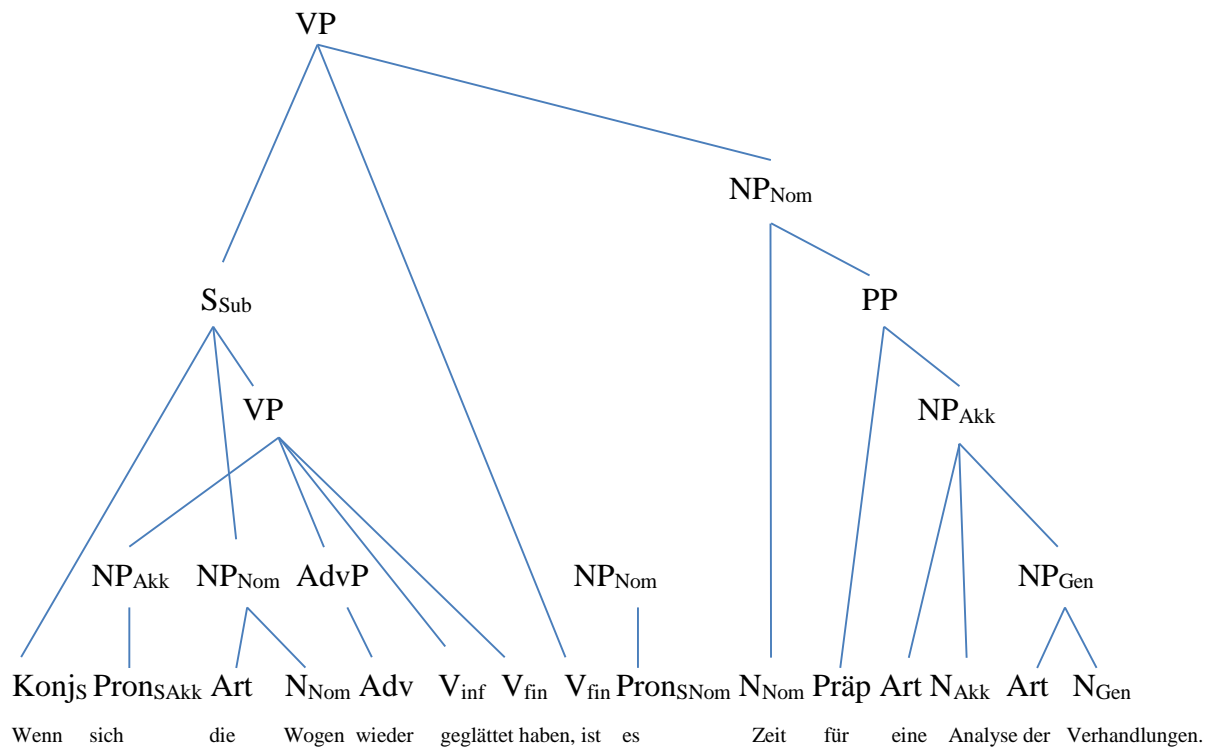 VP
NPNom
SSub PP
VP NPAkk
NPAkk NPNom AdvP NPNom NPGen
KonjS PronSAkk Art NNom Adv Vinf Vfin Vfin PronSNom NNom Präp Art NAkk Art NGen
Wenn sich die Wogen wieder geglättet haben, ist es Zeit für eine Analyse der Verhandlungen.